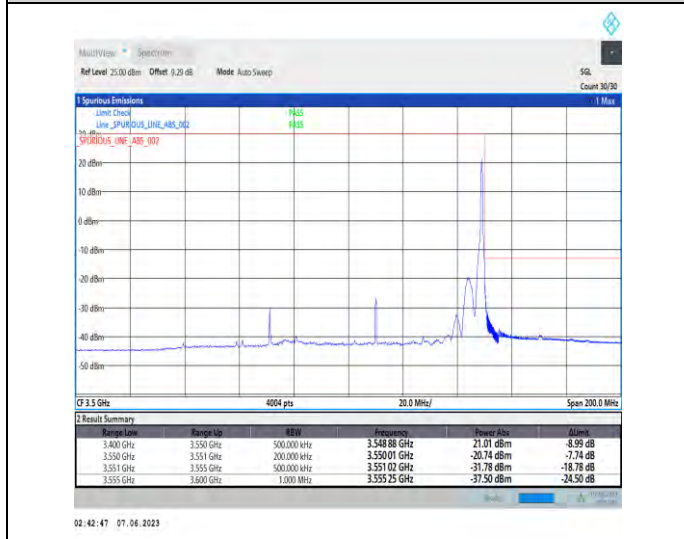 MultiView Spectrum
Ref Level 25.00 dBm Offset 9.29 dB Mode Auto Sweep SGL
Count 30/30
1 Spurious Emissions 1 Max
Limit Check PASS
Line _SPURIOUS_LINE_ABS_002 PASS
_SPURIOUS_LINE_ABS_002
20 dBm
10 dBm
0 dBm
-10 dBm
-20 dBm
-30 dBm
-40 dBm
-50 dBm
CF 3.5 GHz 4004 pts 20.0 MHz/ Span 200.0 MHz
2 Result Summary
Range Low Range Up RBW Frequency Power Abs ΔLimit
3.400 GHz 3.550 GHz 500.000 kHz 3.548 88 GHz 21.01 dBm -8.99 dB
3.550 GHz 3.551 GHz 200.000 kHz 3.550 01 GHz -20.74 dBm -7.74 dB
3.551 GHz 3.555 GHz 500.000 kHz 3.551 02 GHz -31.78 dBm -18.78 dB
3.555 GHz 3.600 GHz 1.000 MHz 3.555 25 GHz -37.50 dBm -24.50 dB
02:42:47 07.06.2023